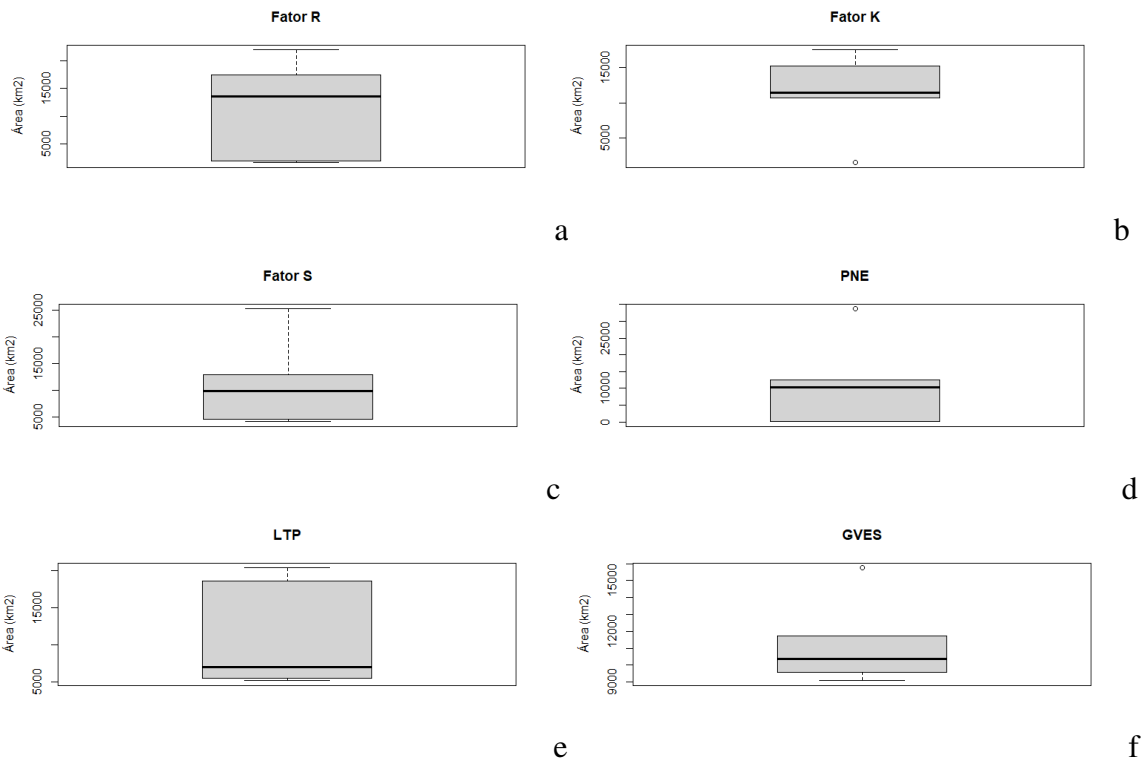 Fator R
Área (km2)
15000
5000
a
Fator K
Área (km2)
15000
5000
b
Fator S
Área (km2)
25000
15000
5000
c
PNE
Área (km2)
25000
10000
0
d
LTP
Área (km2)
15000
5000
e
GVES
Área (km2)
15000
12000
9000
f